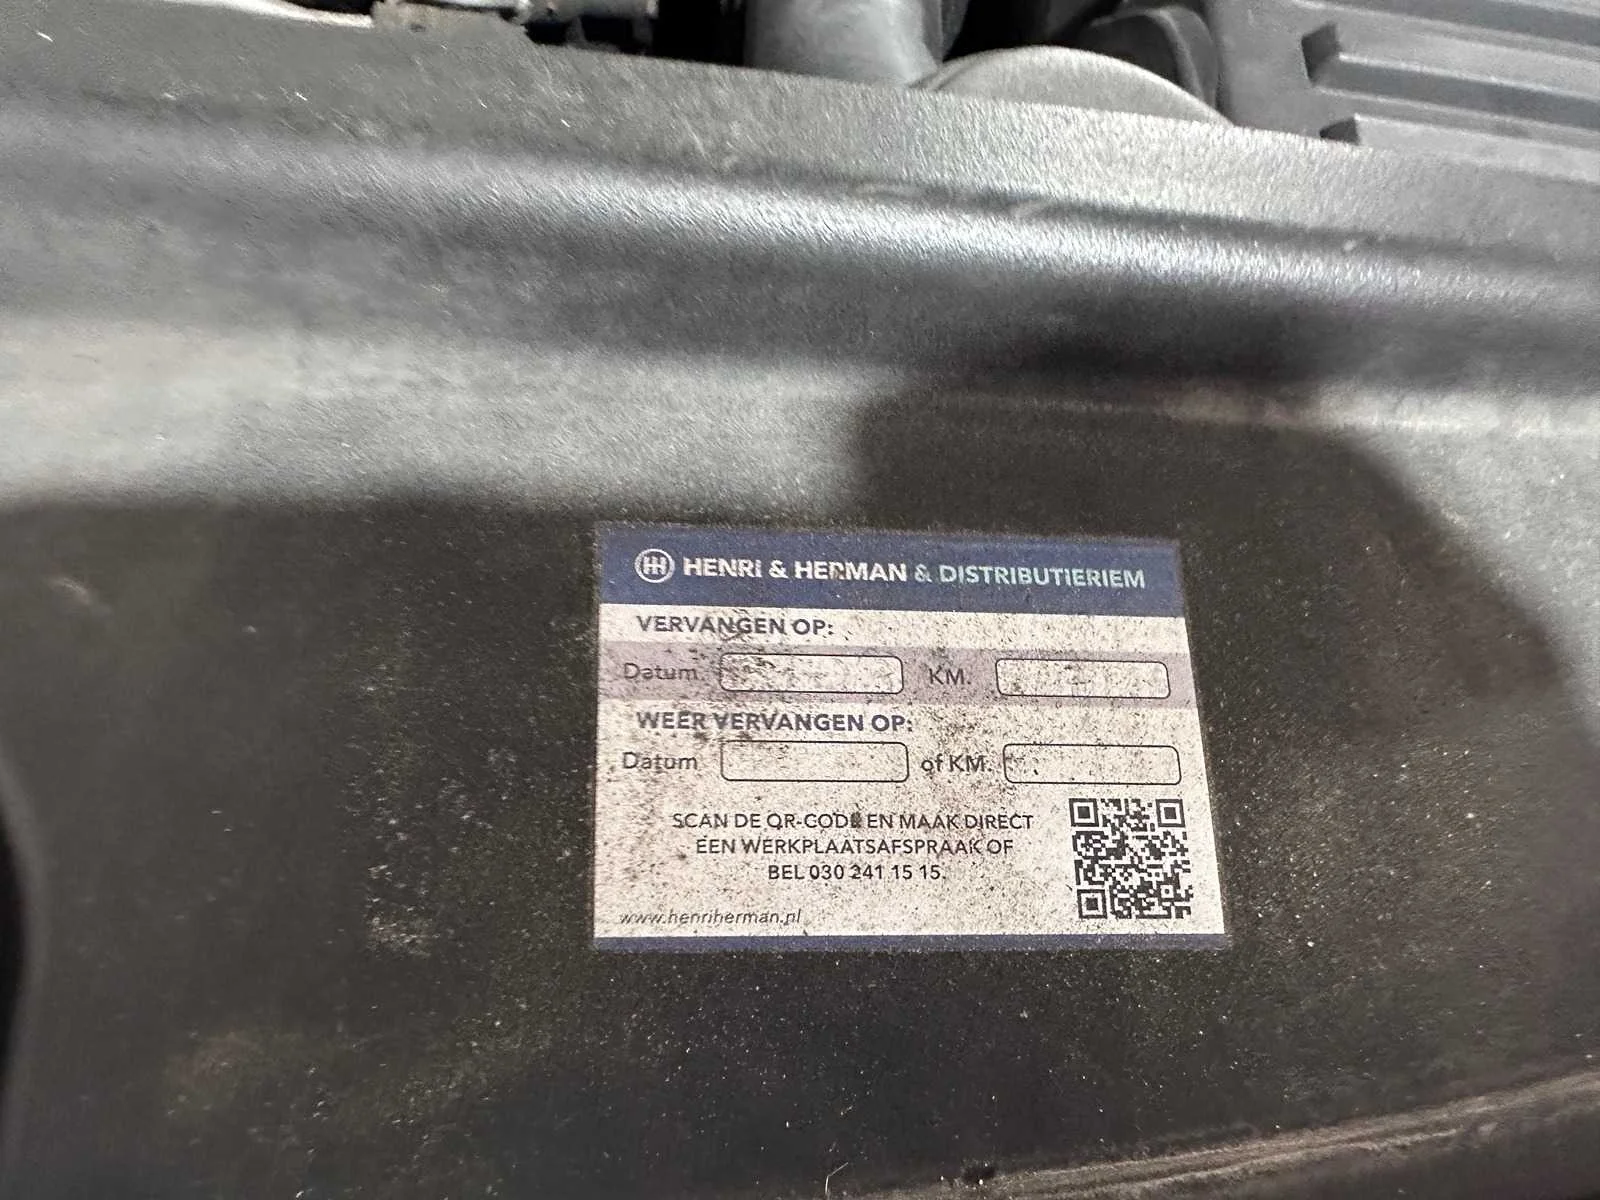 HH HENRI & HERMAN & DISTRIBUTIERIEM
VERVANGEN OP:
Datum KM.
WEER VERVANGEN OP:
Datum of KM.
SCAN DE QR-CODE EN MAAK DIRECT
EEN WERKPLAATSAFSPRAAK OF
BEL 030 241 15 15.
www.henriherman.nl